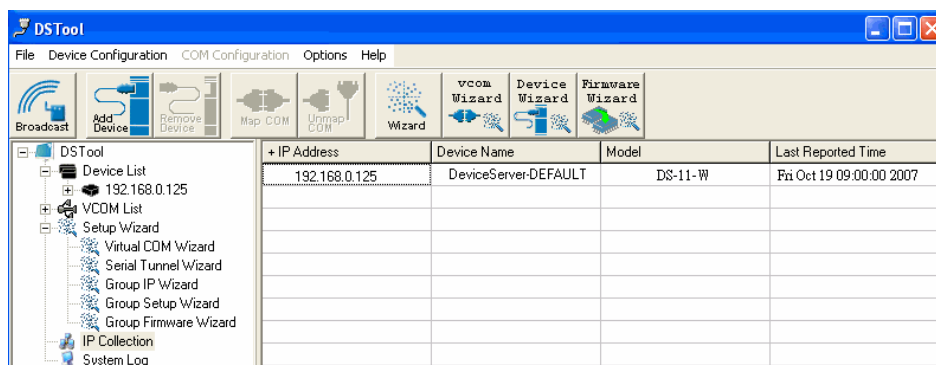 DSTool
File Device Configuration COM Configuration Options Help
Broadcast
Add Device
Remove Device
Map COM
Unmap COM
Wizard
vcom Wizard
Device Wizard
Firmware Wizard
DSTool
Device List
192.168.0.125
VCOM List
Setup Wizard
Virtual COM Wizard
Serial Tunnel Wizard
Group IP Wizard
Group Setup Wizard
Group Firmware Wizard
IP Collection
System Log
+ IP Address Device Name Model Last Reported Time
192.168.0.125 DeviceServer-DEFAULT DS-11-W Fri Oct 19 09:00:00 2007